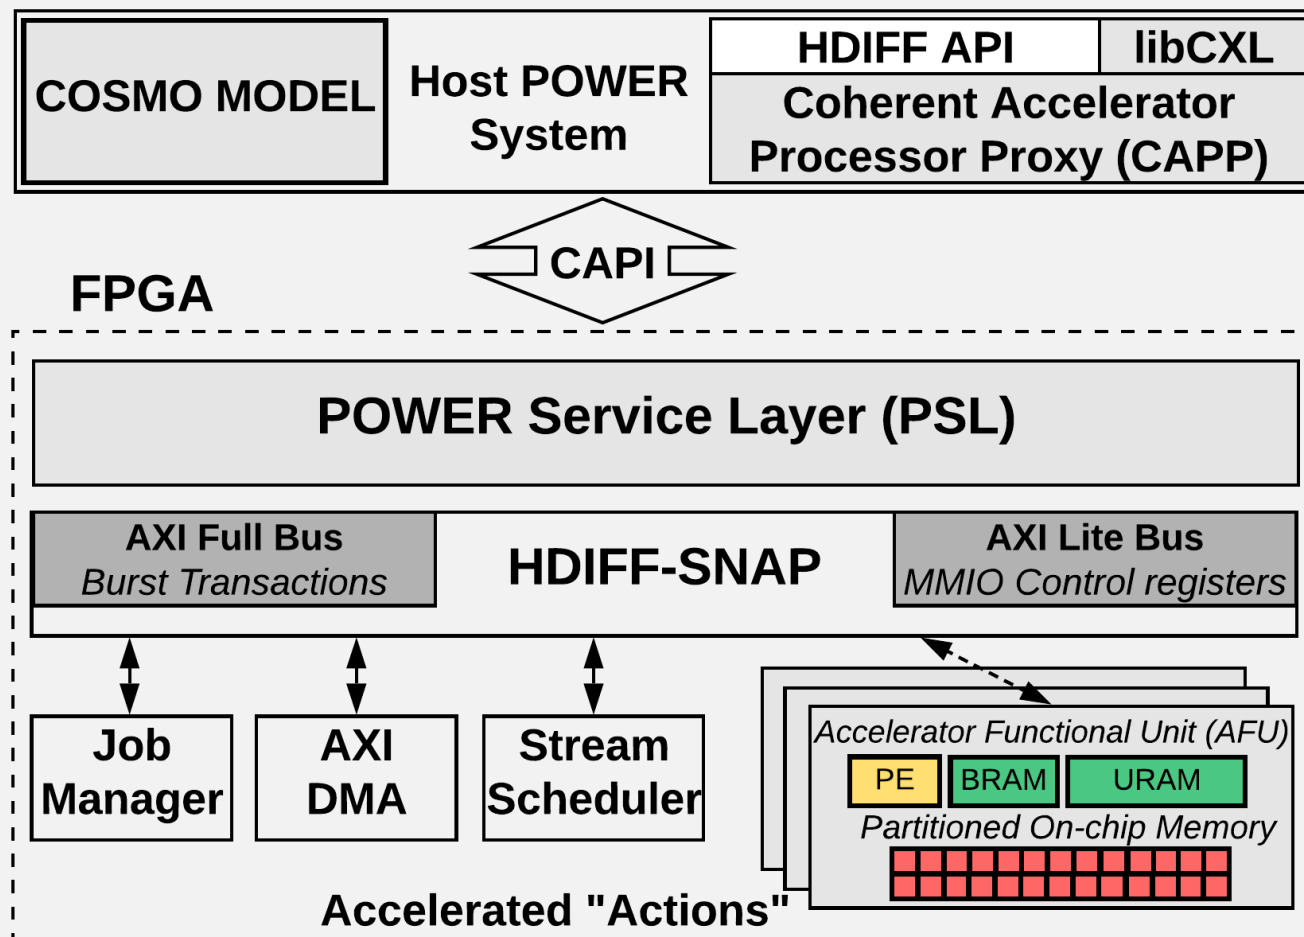 COSMO MODEL
Host POWER
System
HDIFF API
libCXL
Coherent Accelerator
Processor Proxy (CAPP)
CAPI
FPGA
POWER Service Layer (PSL)
AXI Full Bus
Burst Transactions
HDIFF-SNAP
AXI Lite Bus
MMIO Control registers
Job
Manager
AXI
DMA
Stream
Scheduler
Accelerator Functional Unit (AFU)
PE
BRAM
URAM
Partitioned On-chip Memory
Accelerated "Actions"